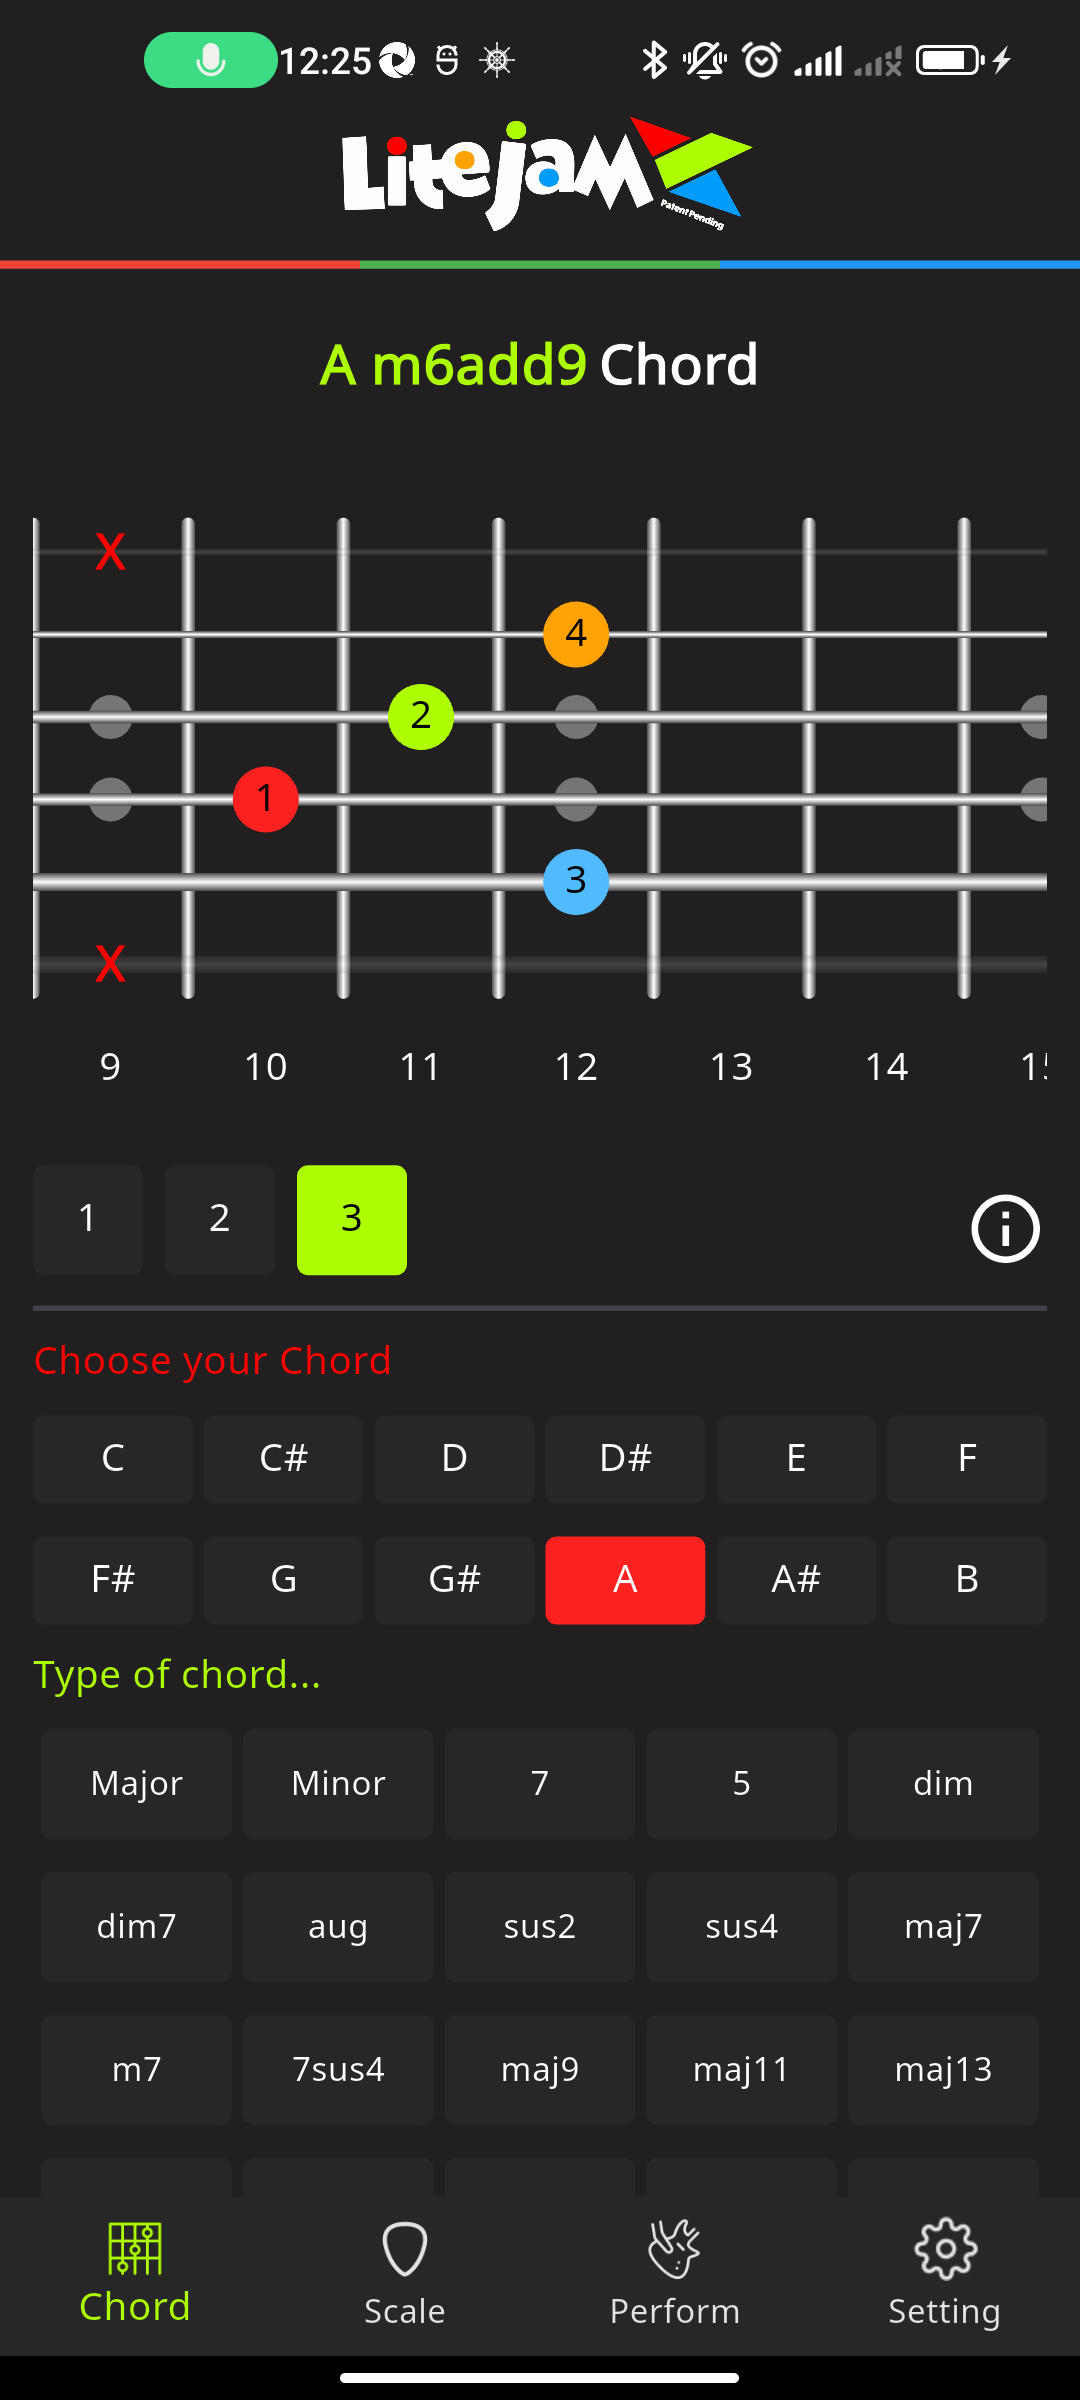 12:25
Litejam
Patent Pending
A m6add9 Chord
X
4
2
1
3
X
9 10 11 12 13 14 15
1 2 3
Choose your Chord
C C# D D# E F
F# G G# A A# B
Type of chord...
Major Minor 7 5 dim
dim7 aug sus2 sus4 maj7
m7 7sus4 maj9 maj11 maj13
Chord Scale Perform Setting